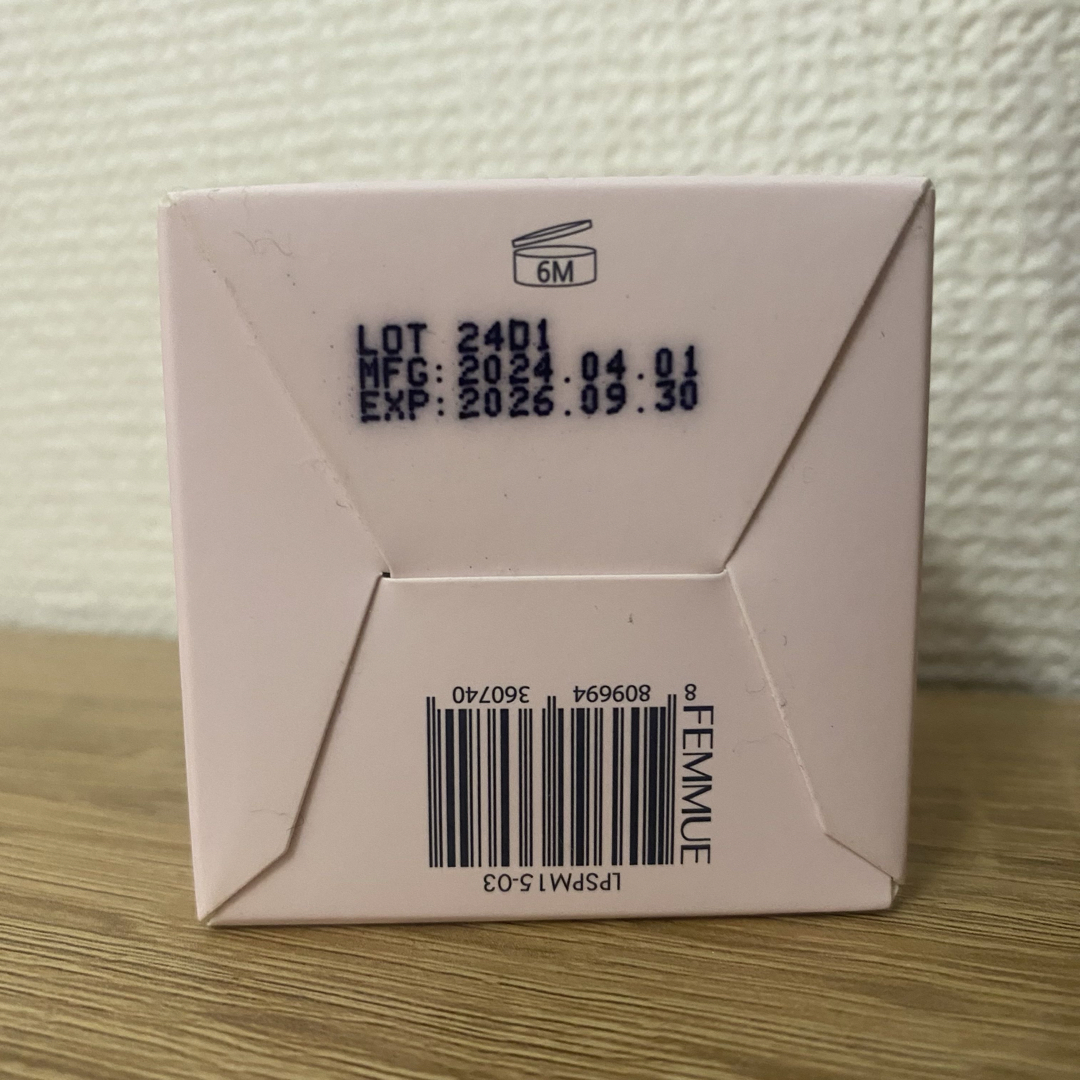 6M
LOT 24D1
MFG: 2024.04.01
EXP: 2026.09.30
LPSPM15-03
FEMMUE
8 809694 360740